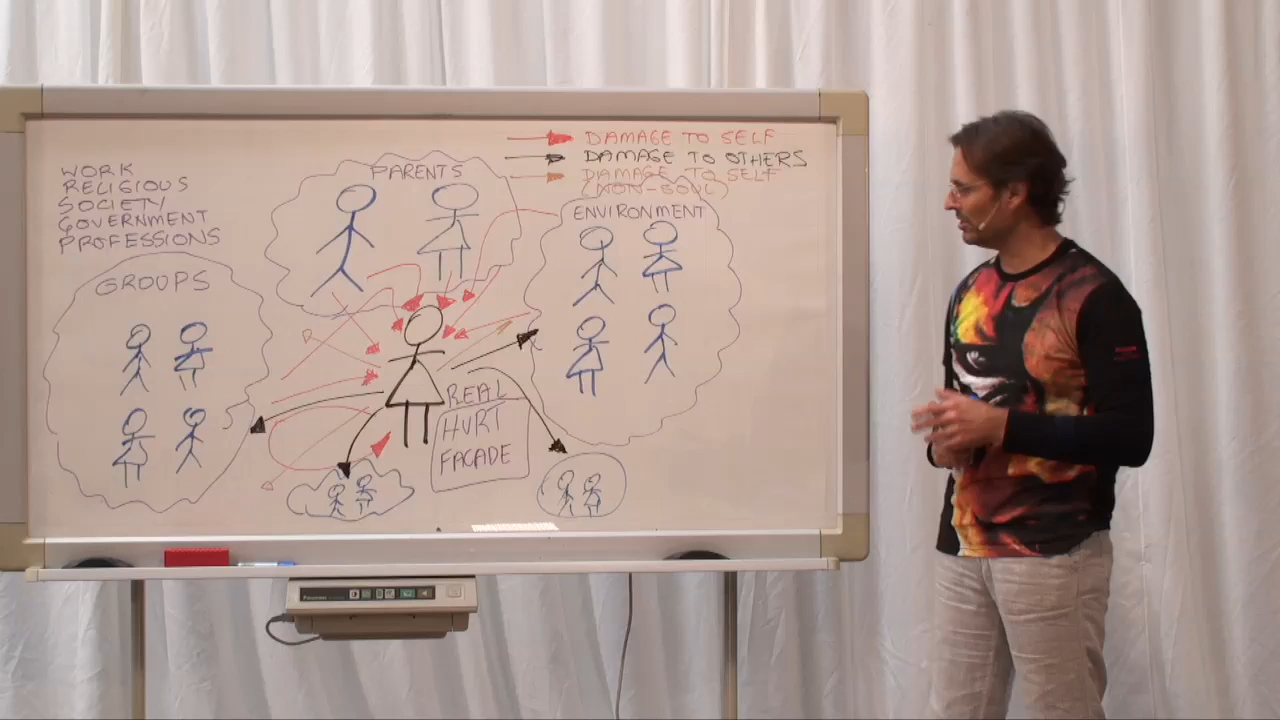 DAMAGE TO SELF
DAMAGE TO OTHERS
DAMAGE TO SELF
(NON-SOUL)
WORK
RELIGIOUS
SOCIETY
GOVERNMENT
PROFESSIONS
PARENTS
ENVIRONMENT
GROUPS
REAL
HURT
FACADE
Panasonic